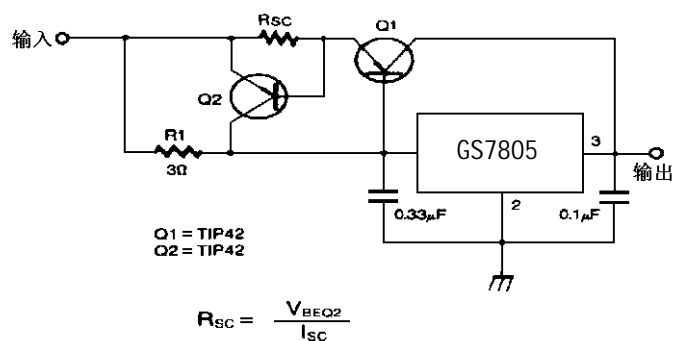 RSC
Q1
输入
Q2
R1
3Ω
GS7805
3
输出
2
0.33μF
0.1μF
Q1 = TIP42
Q2 = TIP42
RSC = VBEQ2 / ISC